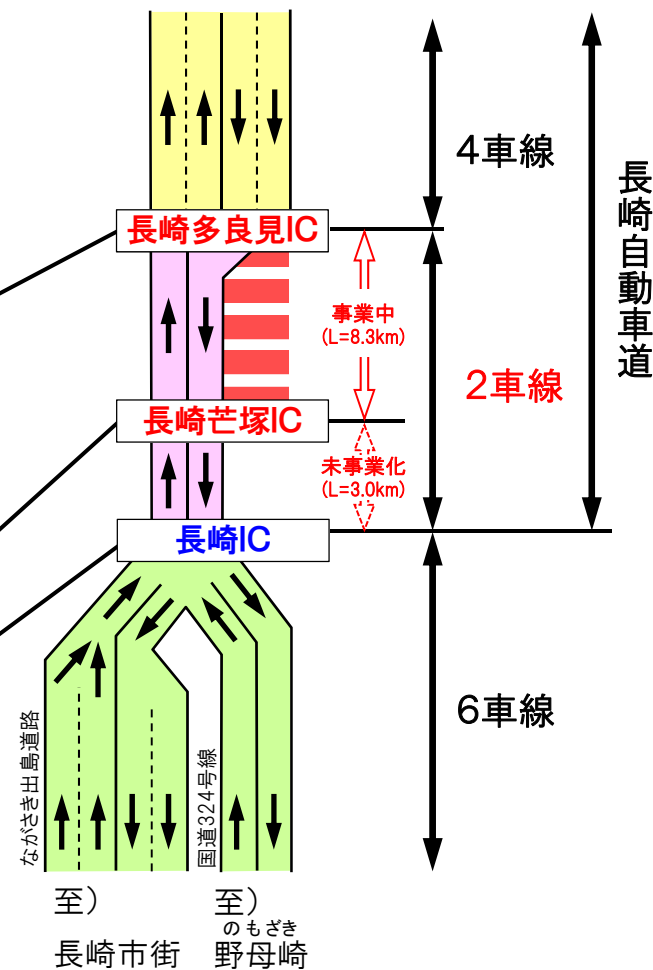 4車線
長崎自動車道
長崎多良見IC
事業中
(L=8.3km)
2車線
長崎芒塚IC
未事業化
(L=3.0km)
長崎IC
6車線
ながさき出島道路
国道324号線
至)
長崎市街
至)
のもざき
野母崎